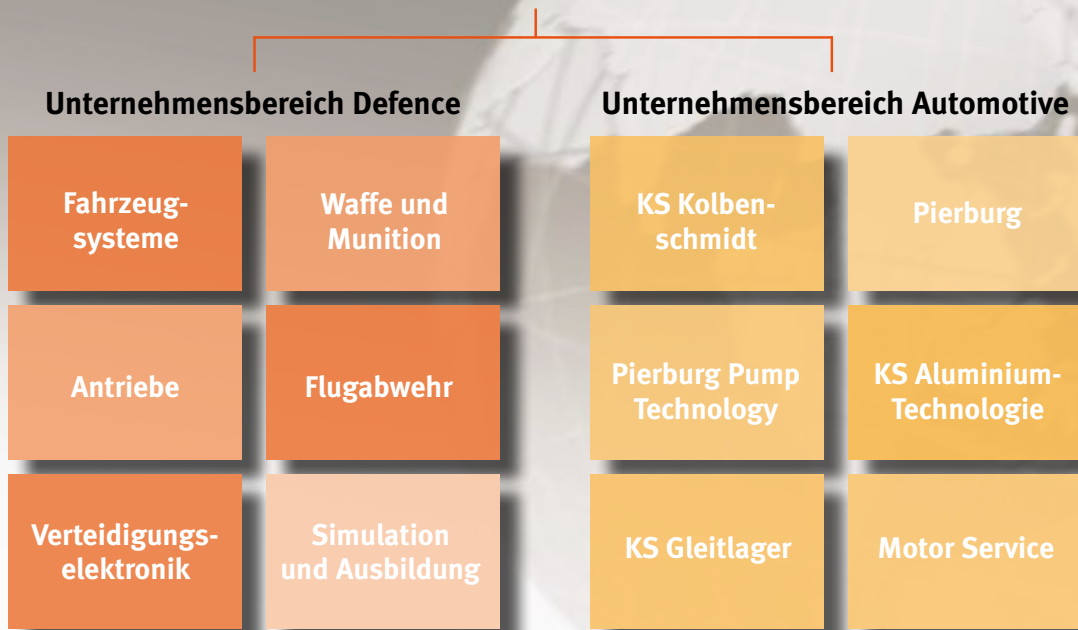 Unternehmensbereich Defence
Fahrzeug-
systeme
Waffe und
Munition
Antriebe
Flugabwehr
Verteidigungs-
elektronik
Simulation
und Ausbildung
Unternehmensbereich Automotive
KS Kolben-
schmidt
Pierburg
Pierburg Pump
Technology
KS Aluminium-
Technologie
KS Gleitlager
Motor Service